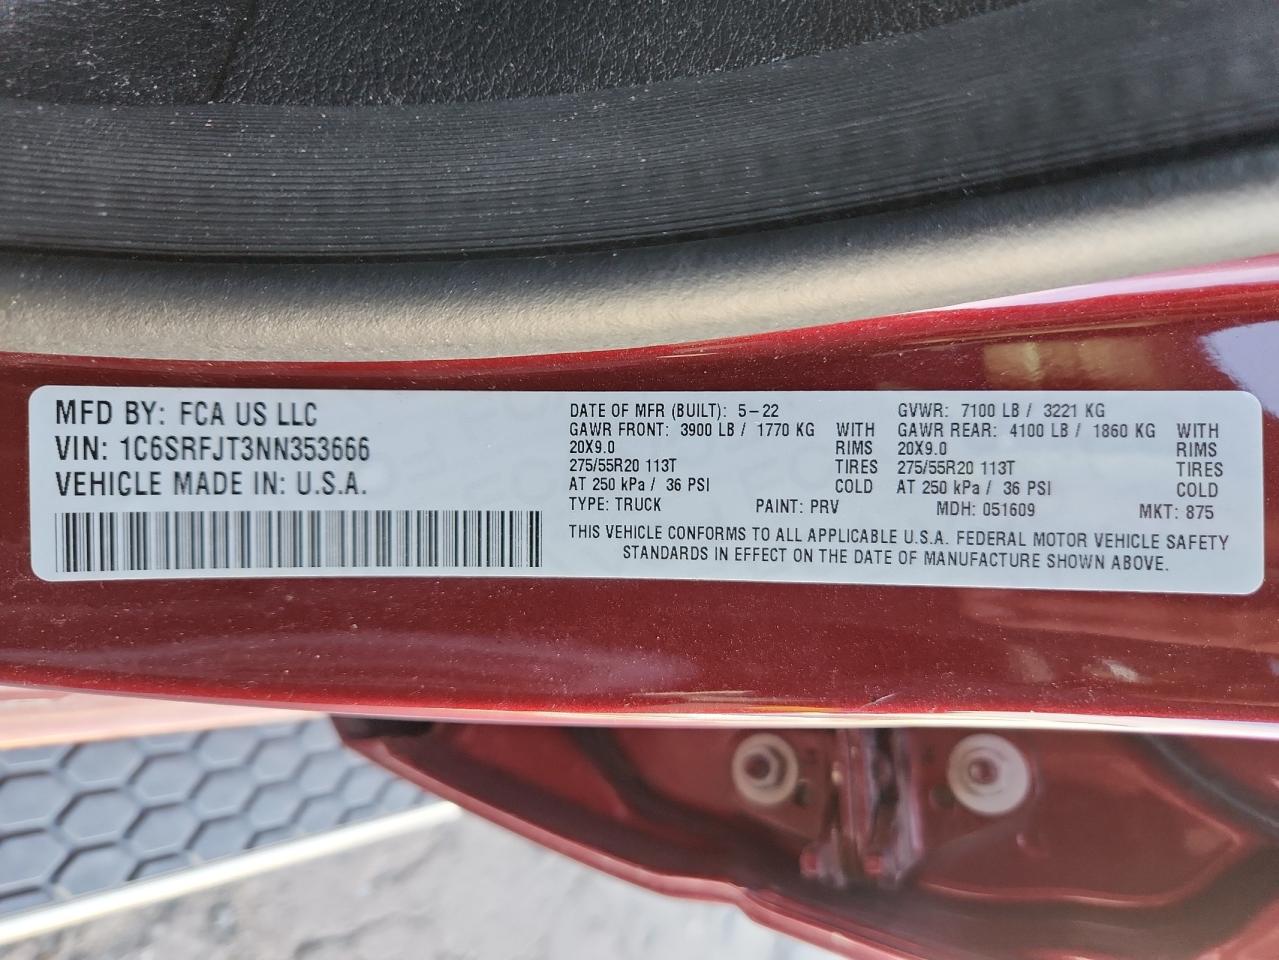 MFD BY: FCA US LLC
VIN: 1C6SRFJT3NN353666
VEHICLE MADE IN: U.S.A.
DATE OF MFR (BUILT): 5-22
GAWR FRONT: 3900 LB / 1770 KG WITH
20X9.0 RIMS
275/55R20 113T TIRES
AT 250 kPa / 36 PSI COLD
TYPE: TRUCK PAINT: PRV
GVWR: 7100 LB / 3221 KG
GAWR REAR: 4100 LB / 1860 KG WITH
20X9.0 RIMS
275/55R20 113T TIRES
AT 250 kPa / 36 PSI COLD
MDH: 051609 MKT: 875
THIS VEHICLE CONFORMS TO ALL APPLICABLE U.S.A. FEDERAL MOTOR VEHICLE SAFETY
STANDARDS IN EFFECT ON THE DATE OF MANUFACTURE SHOWN ABOVE.